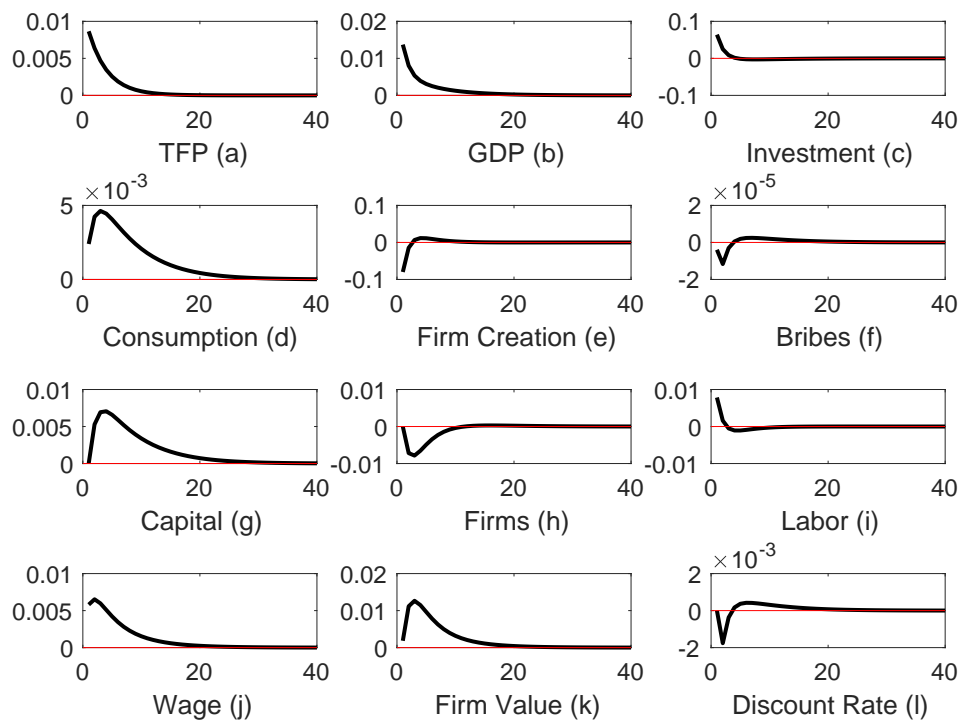 0.01
0.005
0
0 20 40
TFP (a)
0.02
0.01
0
0 20 40
GDP (b)
0.1
0
-0.1
0 20 40
Investment (c)
×10-3
5
0
0 20 40
Consumption (d)
0.1
0
-0.1
0 20 40
Firm Creation (e)
×10-5
2
0
-2
0 20 40
Bribes (f)
0.01
0.005
0
0 20 40
Capital (g)
0.01
0
-0.01
0 20 40
Firms (h)
0.01
0
-0.01
0 20 40
Labor (i)
0.01
0.005
0
0 20 40
Wage (j)
0.02
0.01
0
0 20 40
Firm Value (k)
×10-3
2
0
-2
0 20 40
Discount Rate (l)